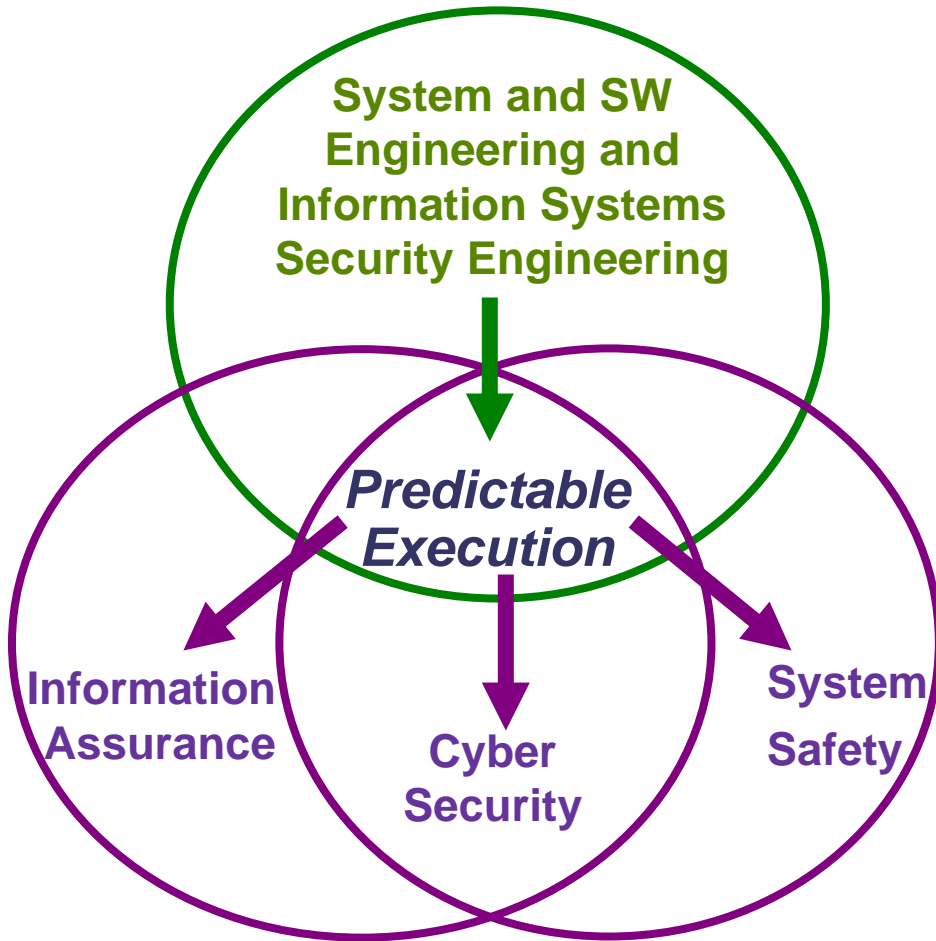 System and SW
Engineering and
Information Systems
Security Engineering
Predictable
Execution
Information
Assurance
Cyber
Security
System
Safety